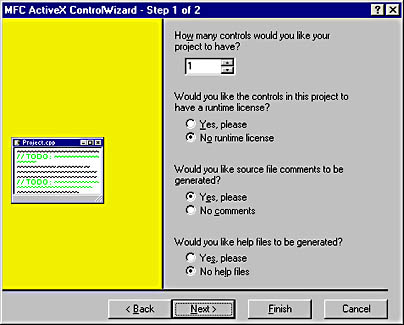 MFC ActiveX ControlWizard - Step 1 of 2
How many controls would you like your
project to have?
1
Would you like the controls in this project to
have a runtime license?
Yes, please
No runtime license
Project.cpp
// TODO:
// TODO:
Would you like source file comments to be
generated?
Yes, please
No comments
Would you like help files to be generated?
Yes, please
No help files
< Back
Next >
Finish
Cancel